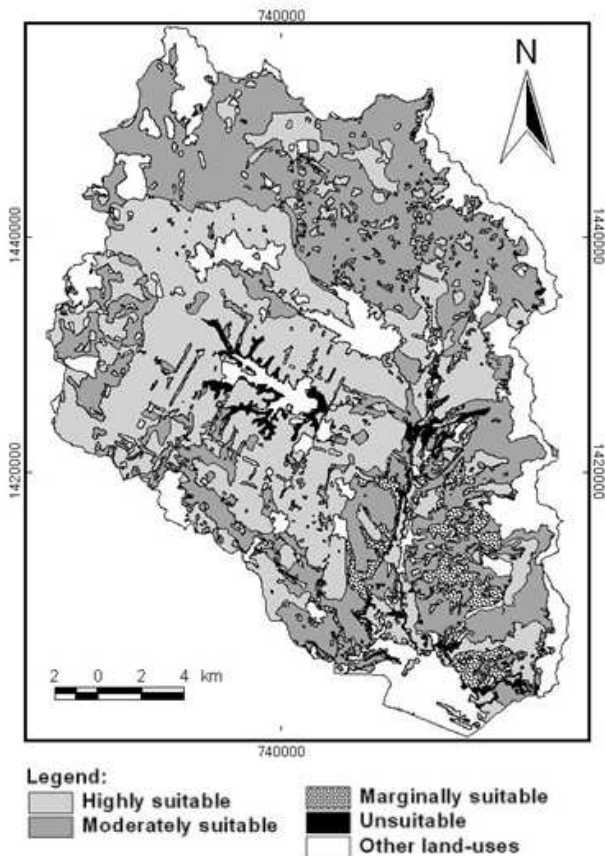 740000
N
1440000
1440000
1420000
1420000
2 0 2 4 km
740000
Legend:
Highly suitable
Moderately suitable
Marginally suitable
Unsuitable
Other land-uses